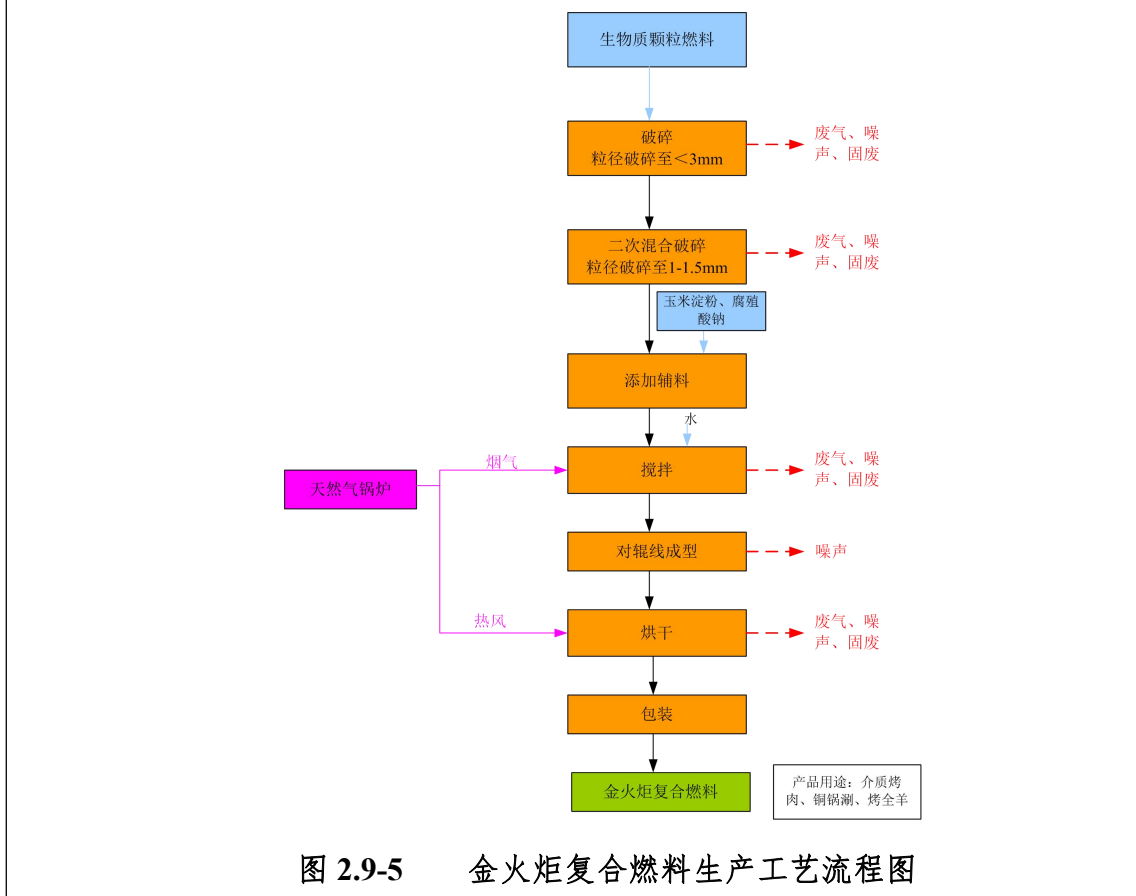 生物质颗粒燃料
破碎
粒径破碎至＜3mm
废气、噪
声、固废
二次混合破碎
粒径破碎至1-1.5mm
废气、噪
声、固废
玉米淀粉、腐殖
酸钠
添加辅料
水
烟气
搅拌
废气、噪
声、固废
天然气锅炉
对辊线成型
噪声
热风
烘干
废气、噪
声、固废
包装
金火炬复合燃料
产品用途：介质烤
肉、铜锅涮、烤全羊
图 2.9-5 金火炬复合燃料生产工艺流程图